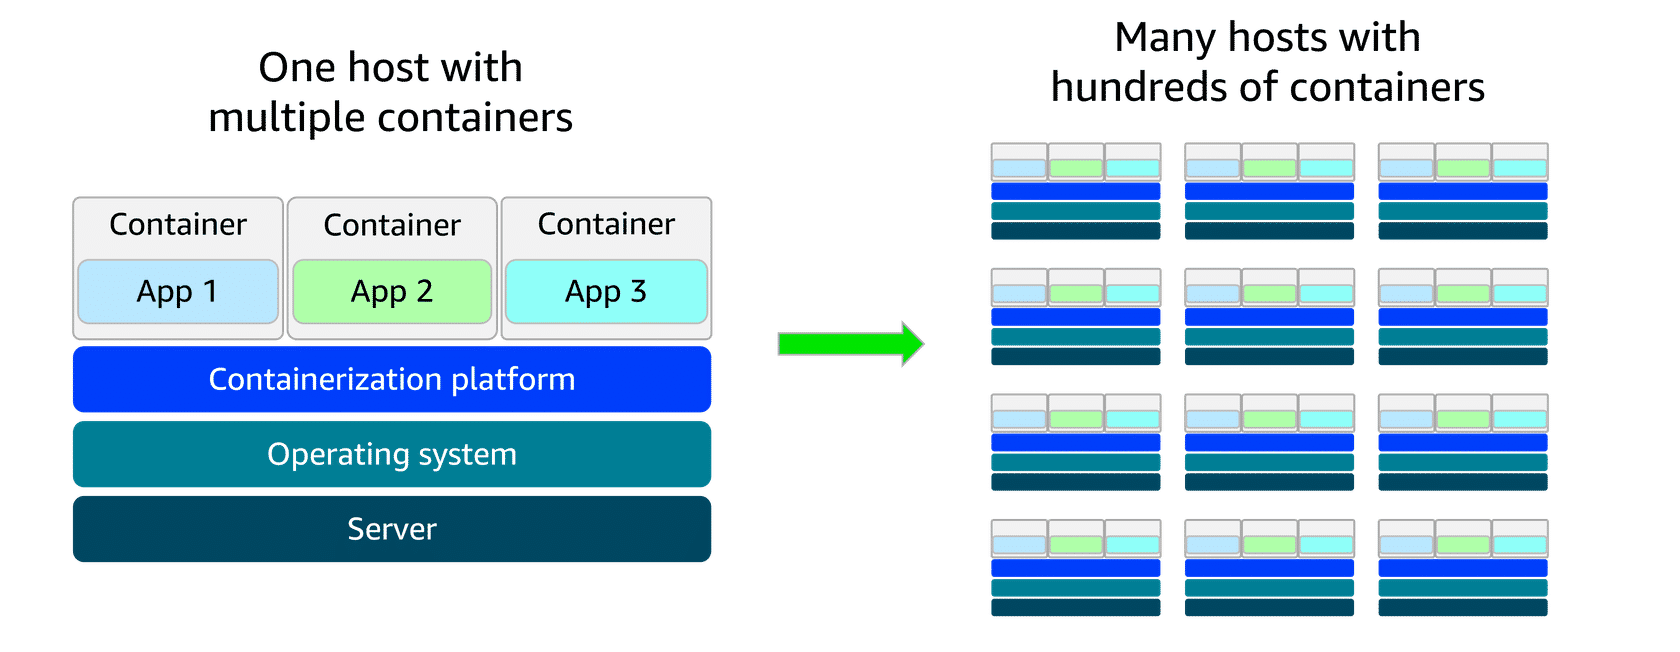 One host with
multiple containers
Container
Container
Container
App 1
App 2
App 3
Containerization platform
Operating system
Server
Many hosts with
hundreds of containers